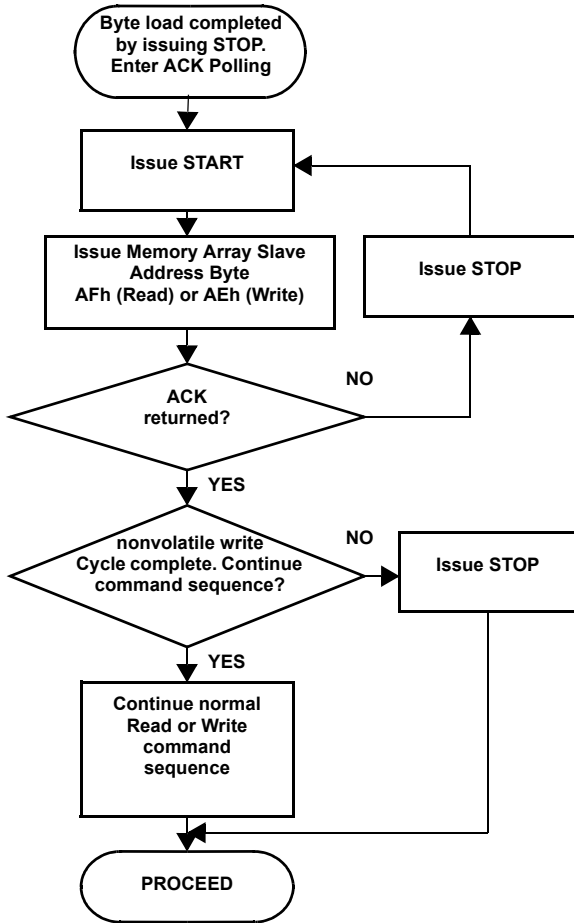 Byte load completed
by issuing STOP.
Enter ACK Polling
Issue START
Issue Memory Array Slave
Address Byte
AFh (Read) or AEh (Write)
Issue STOP
NO
ACK
returned?
YES
nonvolatile write
Cycle complete. Continue
command sequence?
NO
Issue STOP
YES
Continue normal
Read or Write
command
sequence
PROCEED